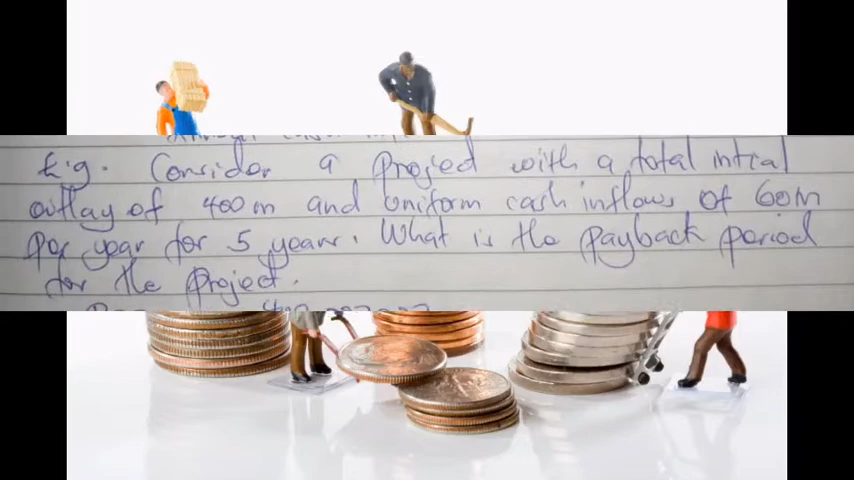 E.g. Consider a project with a total intial
outlay of 400m and Uniform cash inflows of 60m
per year for 5 years. What is the payback period
for the project.